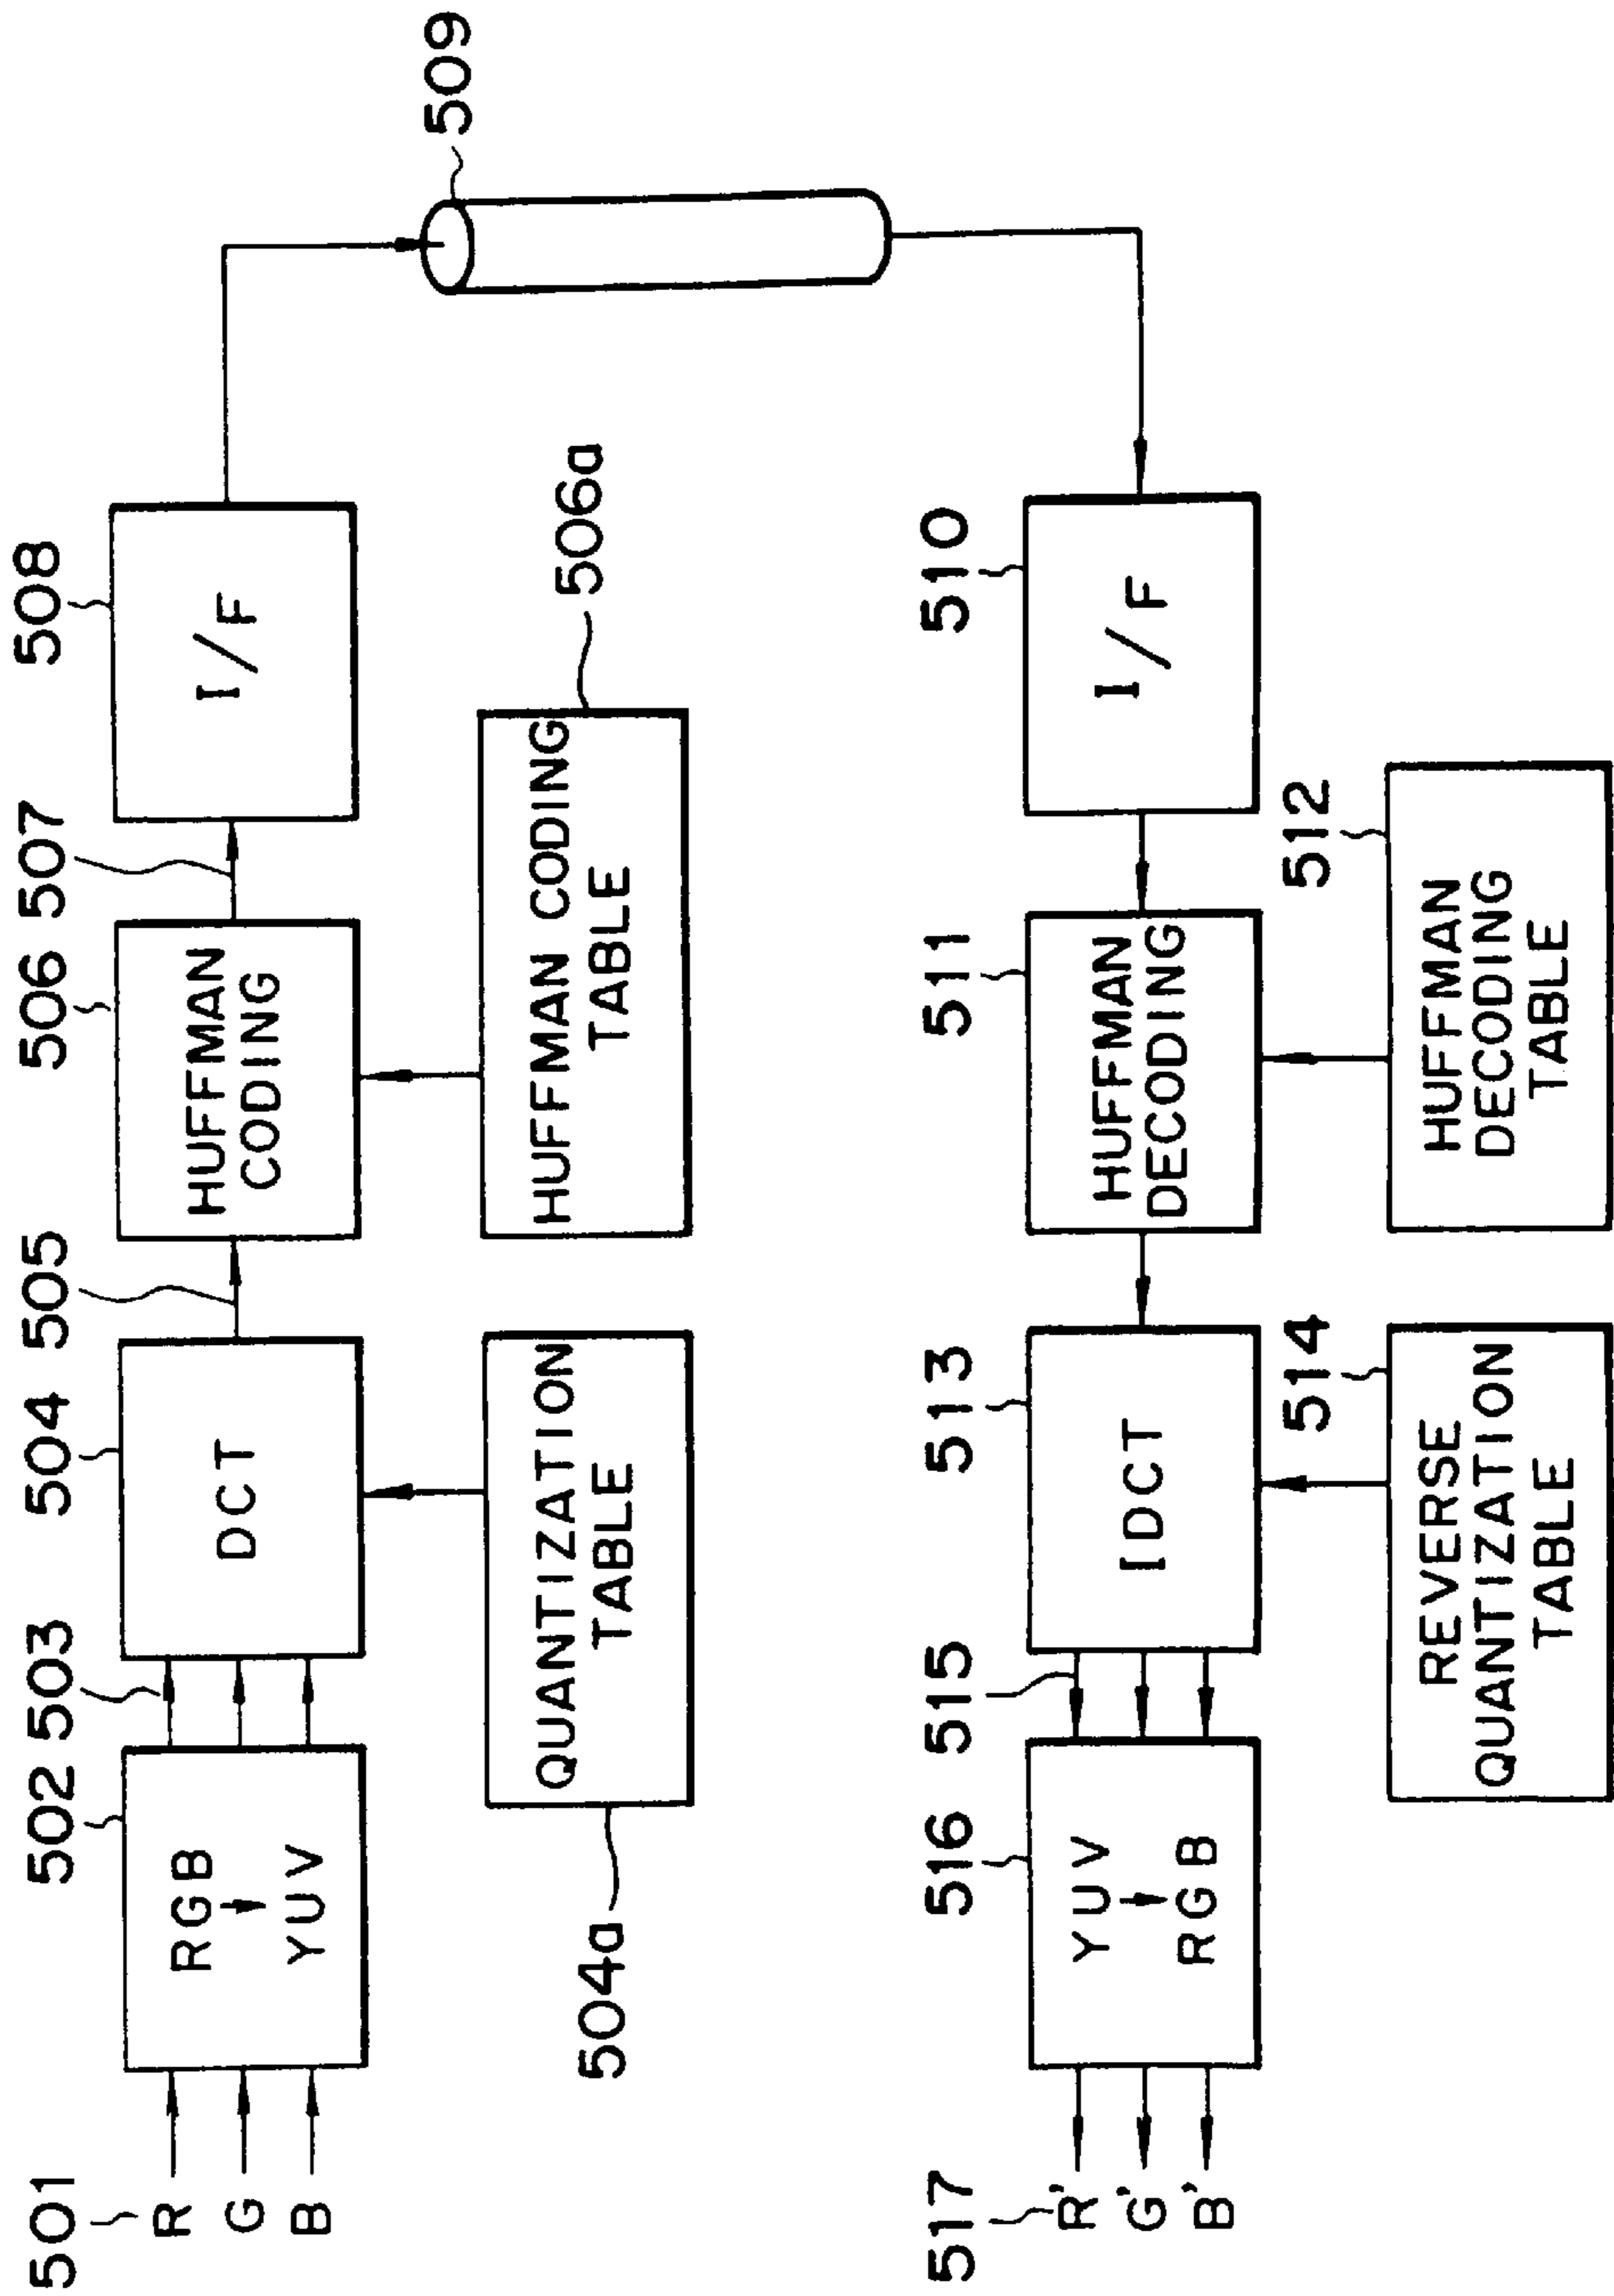 501
R
G
B
502
RGB
YUV
503
504
DCT
505
506
HUFFMAN
CODING
507
508
I/F
509
504a
QUANTIZATION
TABLE
HUFFMAN CODING
TABLE
506a
517
R'
G'
B'
516
YUV
RGB
515
513
IDCT
511
HUFFMAN
DECODING
510
I/F
514
REVERSE
QUANTIZATION
TABLE
512
HUFFMAN
DECODING
TABLE